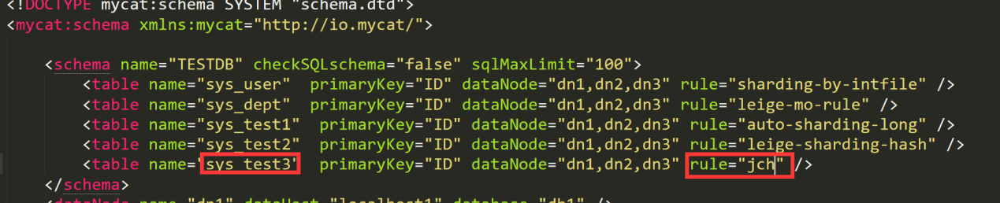 <!DOCTYPE mycat:schema SYSTEM "schema.dtd">
<mycat:schema xmlns:mycat="http://io.mycat/">
<schema name="TESTDB" checkSQLschema="false" sqlMaxLimit="100">
<table name="sys_user"  primaryKey="ID" dataNode="dn1,dn2,dn3" rule="sharding-by-intfile" />
<table name="sys_dept"  primaryKey="ID" dataNode="dn1,dn2,dn3" rule="leige-mo-rule" />
<table name="sys_test1"  primaryKey="ID" dataNode="dn1,dn2,dn3" rule="auto-sharding-long" />
<table name="sys_test2"  primaryKey="ID" dataNode="dn1,dn2,dn3" rule="leige-sharding-hash" />
<table name="sys_test3"  primaryKey="ID" dataNode="dn1,dn2,dn3" rule="jch" />
</schema>
<dataNode name="dn1" dataHost="localhost1" database="db1" />